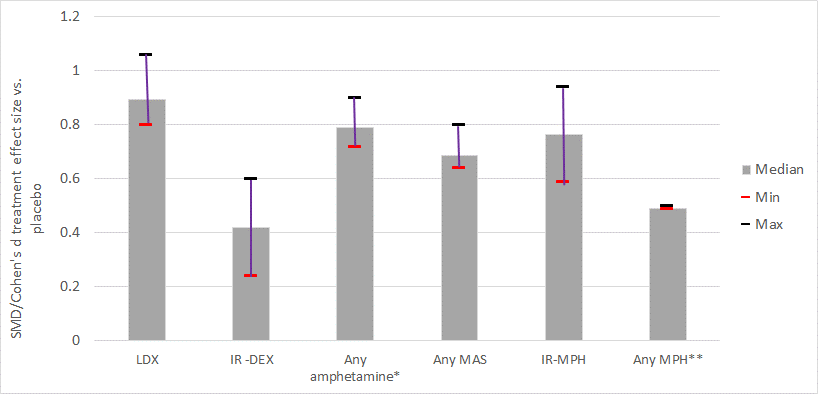 SMD/Cohen's d treatment effect size vs.
placebo
1.2
1
0.8
0.6
0.4
0.2
0
LDX
IR -DEX
Any
amphetamine*
Any MAS
IR-MPH
Any MPH**
Median
Min
Max